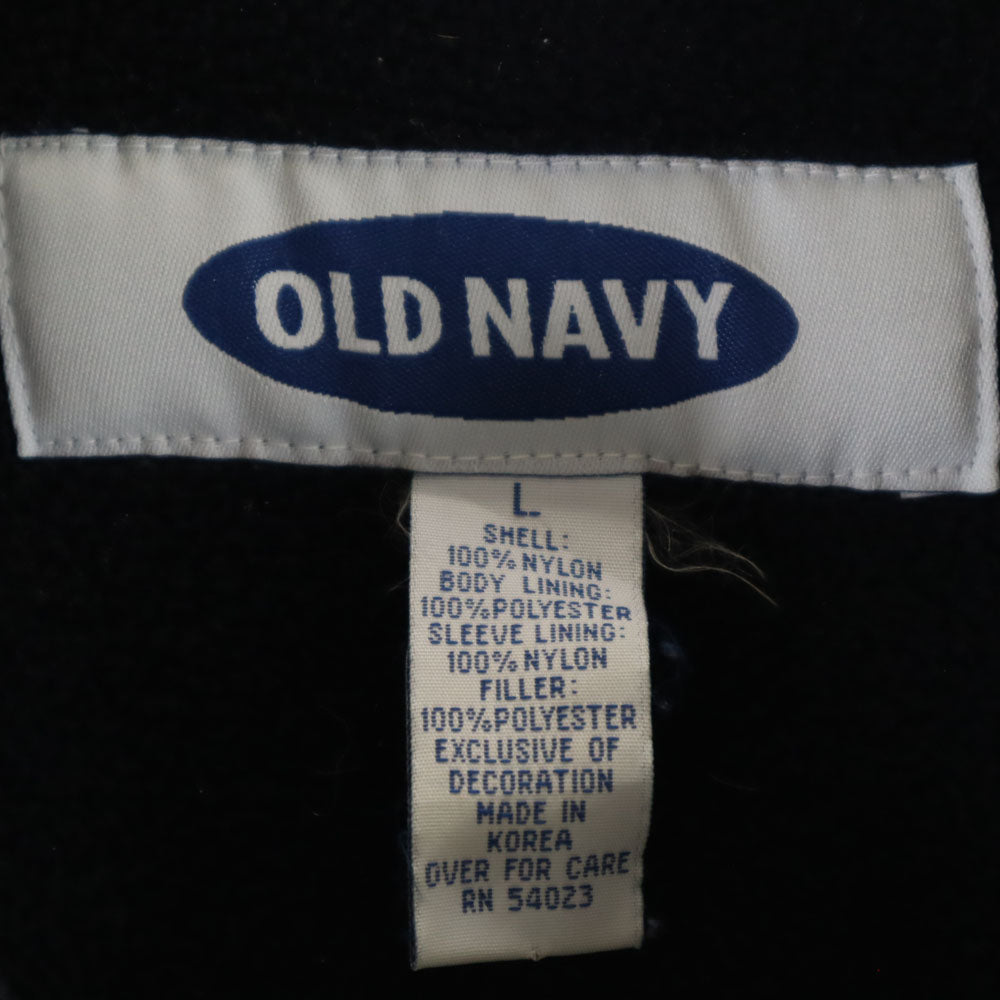 OLD NAVY
L
SHELL:
100% NYLON
BODY LINING:
100%POLYESTER
SLEEVE LINING:
100% NYLON
FILLER:
100%POLYESTER
EXCLUSIVE OF
DECORATION
MADE IN
KOREA
OVER FOR CARE
RN 54023